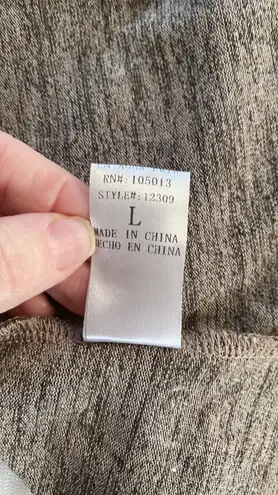 RN#: 105013
STYLE#: 12309
L
MADE IN CHINA
HECHO EN CHINA